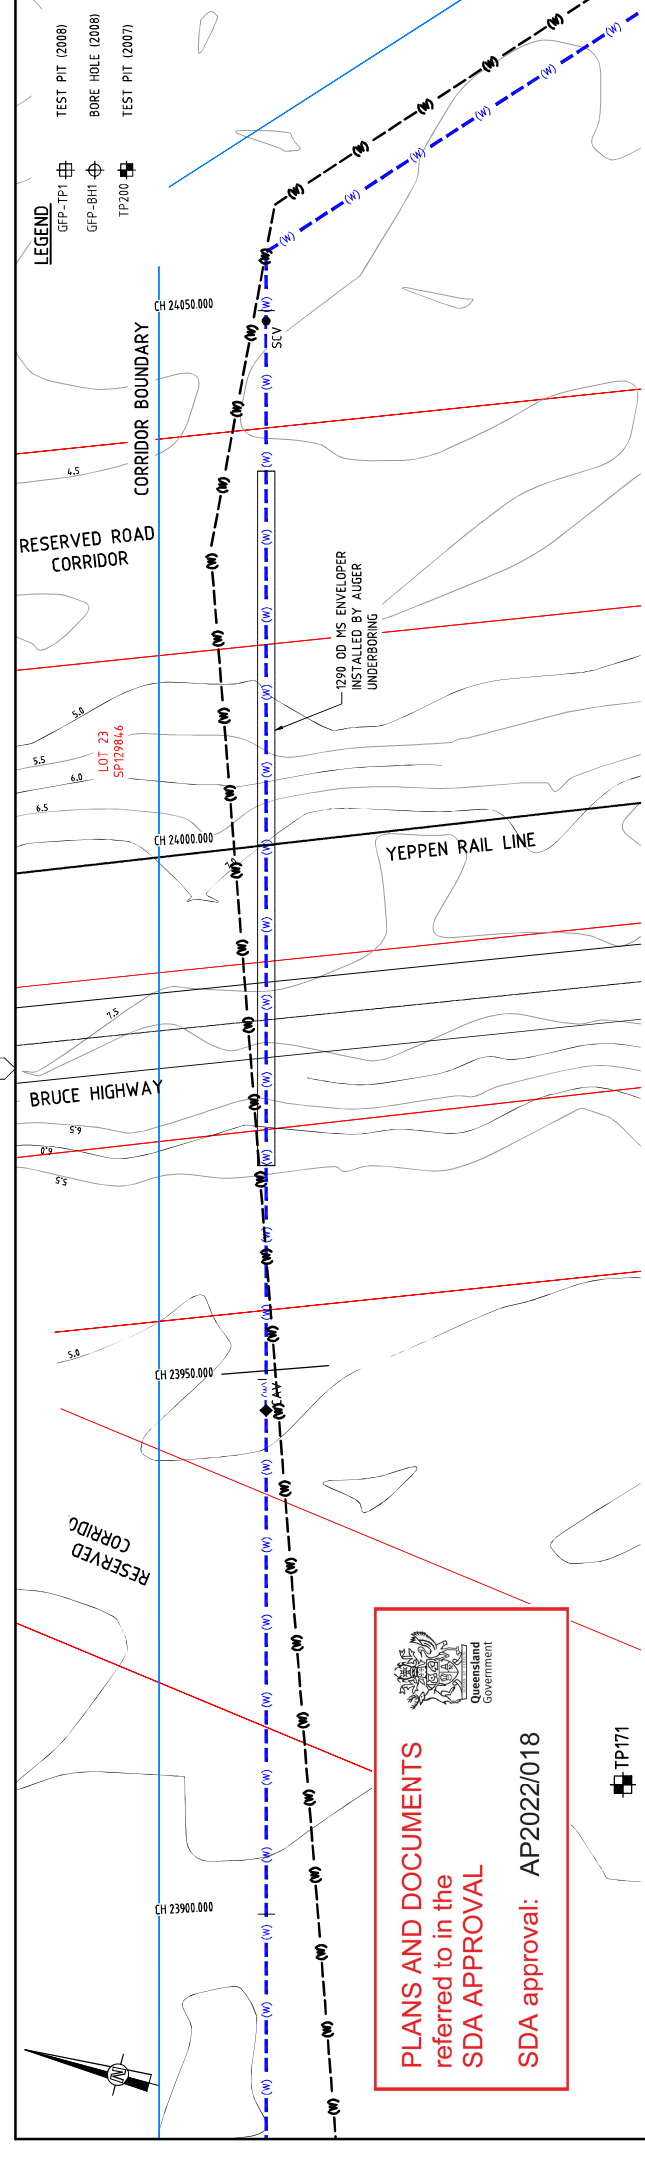 LEGEND
GFP-TP1 TEST PIT (2008)
GFP-BH1 BORE HOLE (2008)
TP200 TEST PIT (2007)
CORRIDOR BOUNDARY
CH 24050.000
SCV
4.5
RESERVED ROAD
CORRIDOR
1290 OD MS ENVELOPER
INSTALLED BY AUGER
UNDERBORING
5.0
5.5
6.0
6.5
LOT 23
SP129846
CH 24000.000
YEPPEN RAIL LINE
7.5
BRUCE HIGHWAY
6.5
6.0
5.5
5.0
CH 23950.000
CAV
RESERVED
CORRIDO
CH 23900.000
(W)
N
PLANS AND DOCUMENTS
referred to in the
SDA APPROVAL
SDA approval: AP2022/018
Queensland
Government
TP171